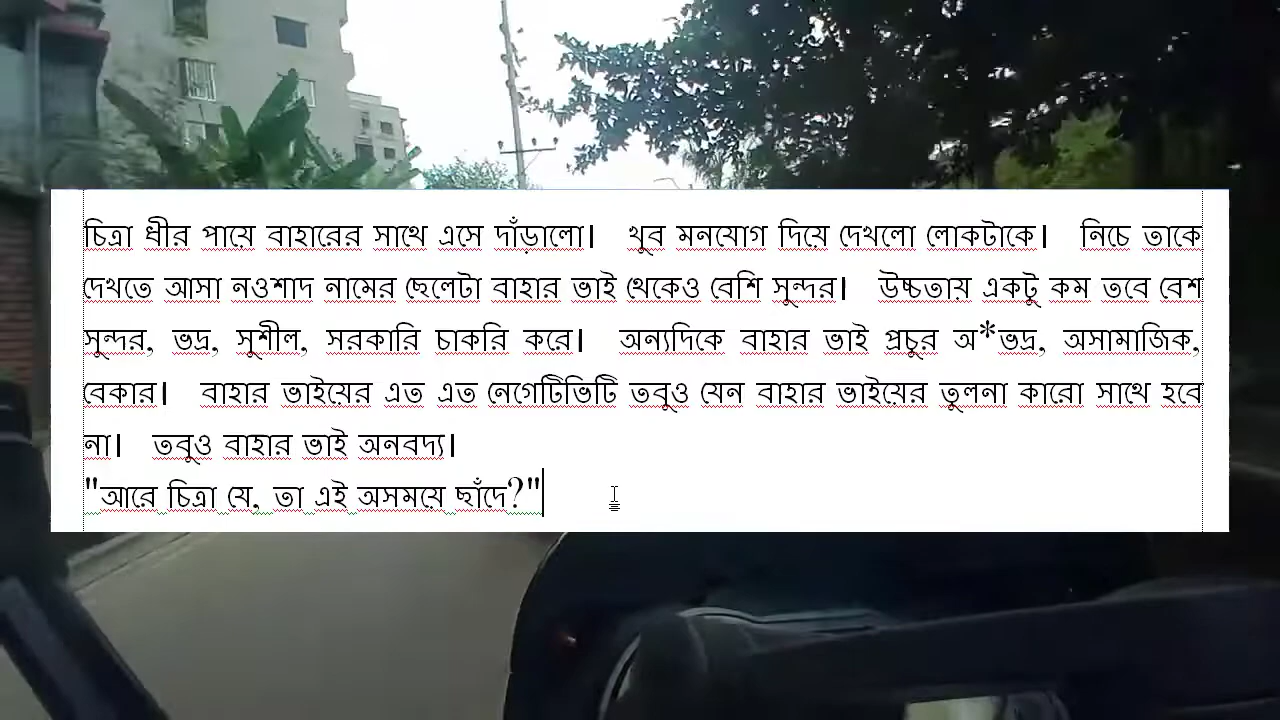 চিত্রা ধীর পায়ে বাহারের সাথে এসে দাঁড়ালো। খুব মনযোগ দিয়ে দেখলো লোকটাকে। নিচে তাকে
দেখতে আসা নওশাদ নামের ছেলেটা বাহার ভাই থেকেও বেশি সুন্দর। উচ্চতায় একটু কম তবে বেশ
সুন্দর, ভদ্র, সুশীল, সরকারি চাকরি করে। অন্যদিকে বাহার ভাই প্রচুর অ*ভদ্র, অসামাজিক,
বেকার। বাহার ভাইয়ের এত এত নেগেটিভিটি তবুও যেন বাহার ভাইয়ের তুলনা কারো সাথে হবে
না। তবুও বাহার ভাই অনবদ্য।
"আরে চিত্রা যে, তা এই অসময়ে ছাঁদে?"